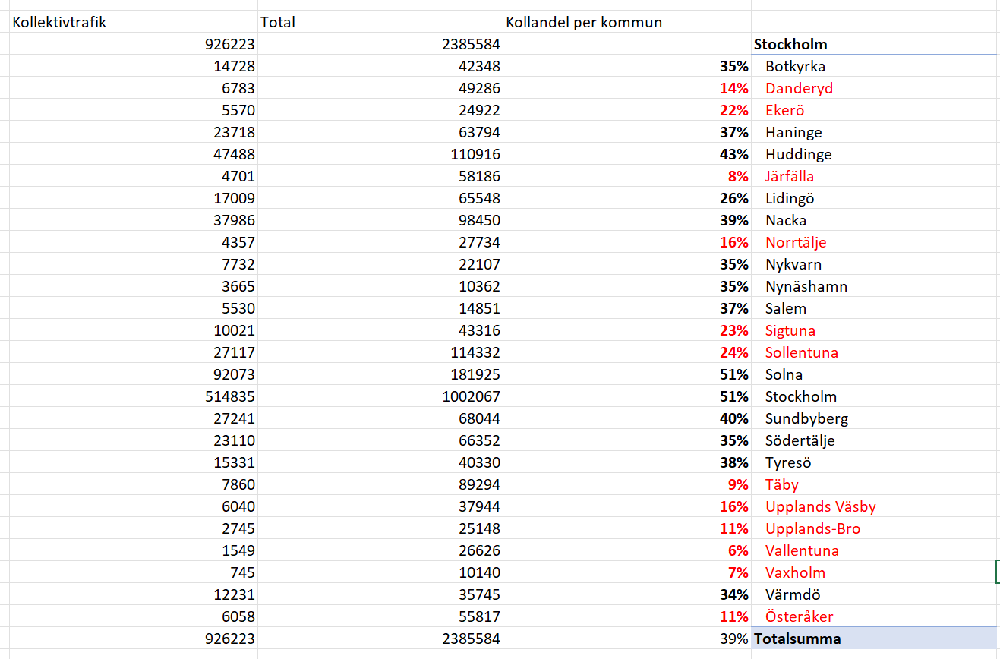 Kollektivtrafik Total Kollandel per kommun
926223 2385584 Stockholm
14728 42348 35% Botkyrka
6783 49286 14% Danderyd
5570 24922 22% Ekerö
23718 63794 37% Haninge
47488 110916 43% Huddinge
4701 58186 8% Järfälla
17009 65548 26% Lidingö
37986 98450 39% Nacka
4357 27734 16% Norrtälje
7732 22107 35% Nykvarn
3665 10362 35% Nynäshamn
5530 14851 37% Salem
10021 43316 23% Sigtuna
27117 114332 24% Sollentuna
92073 181925 51% Solna
514835 1002067 51% Stockholm
27241 68044 40% Sundbyberg
23110 66352 35% Södertälje
15331 40330 38% Tyresö
7860 89294 9% Täby
6040 37944 16% Upplands Väsby
2745 25148 11% Upplands-Bro
1549 26626 6% Vallentuna
745 10140 7% Vaxholm
12231 35745 34% Värmdö
6058 55817 11% Österåker
926223 2385584 39% Totalsumma